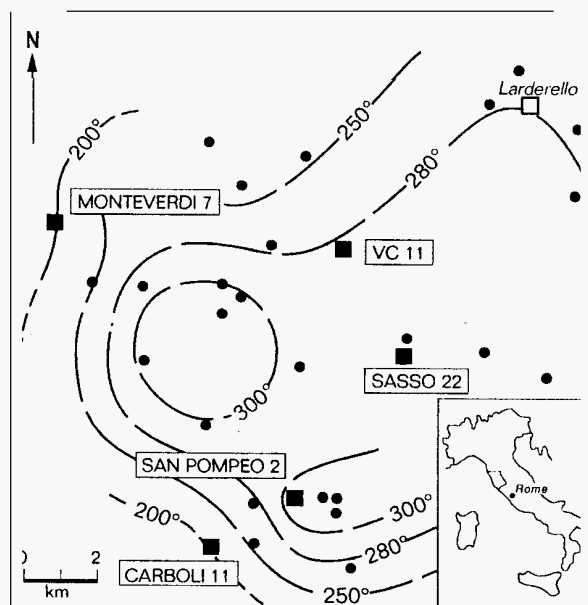 N
Larderello
200°
250°
280°
MONTEVERDI 7
VC 11
SASSO 22
300°
SAN POMPEO 2
Rome
200°
300°
280°
CARBOLI 11
250°
0 2
km